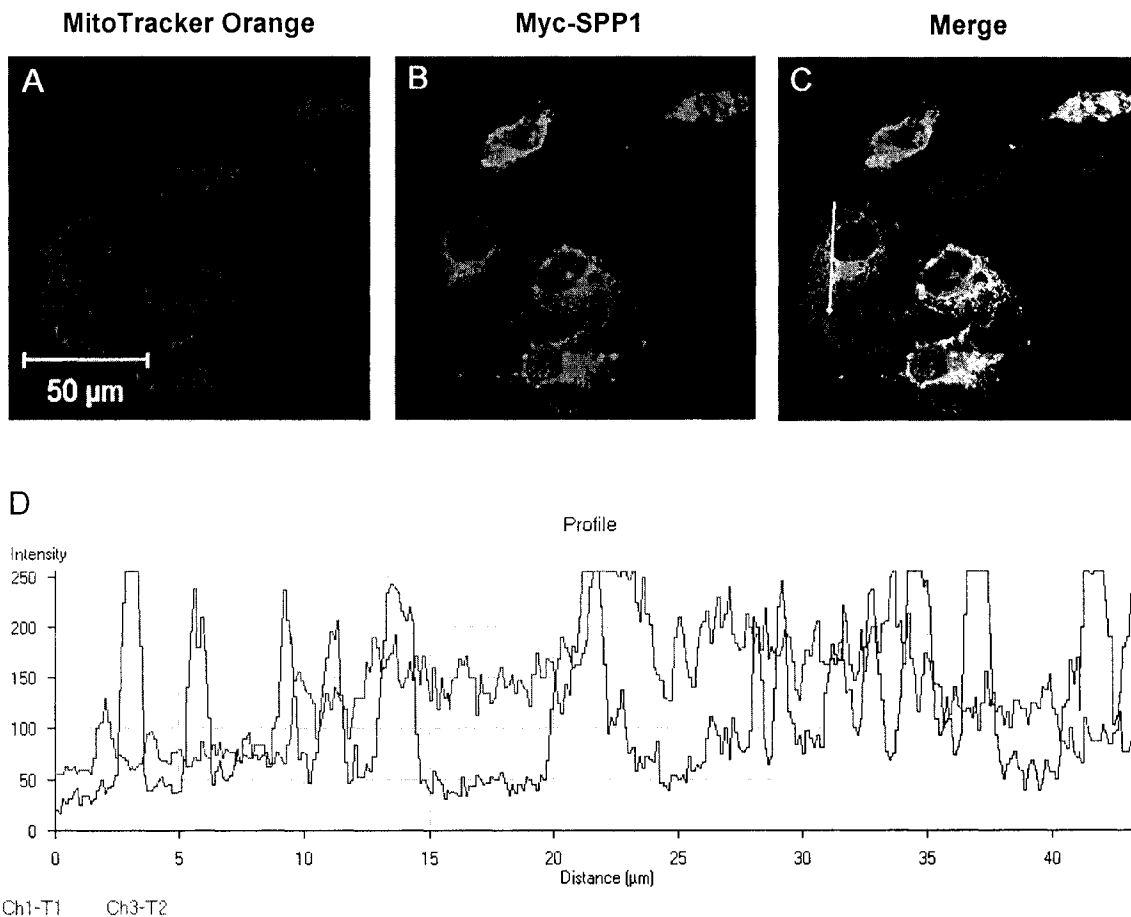 MitoTracker Orange Myc-SPP1 Merge
A B C
50 µm
D
Profile
Intensity
250
200
150
100
50
0
0 5 10 15 20 25 30 35 40
Distance (µm)
Ch1-T1 Ch3-T2